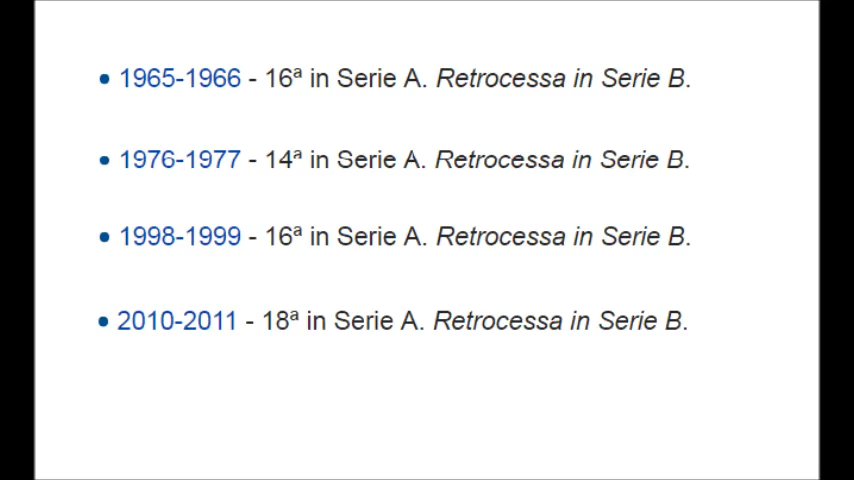 • 1965-1966 - 16ª in Serie A. Retrocessa in Serie B.
• 1976-1977 - 14ª in Serie A. Retrocessa in Serie B.
• 1998-1999 - 16ª in Serie A. Retrocessa in Serie B.
• 2010-2011 - 18ª in Serie A. Retrocessa in Serie B.